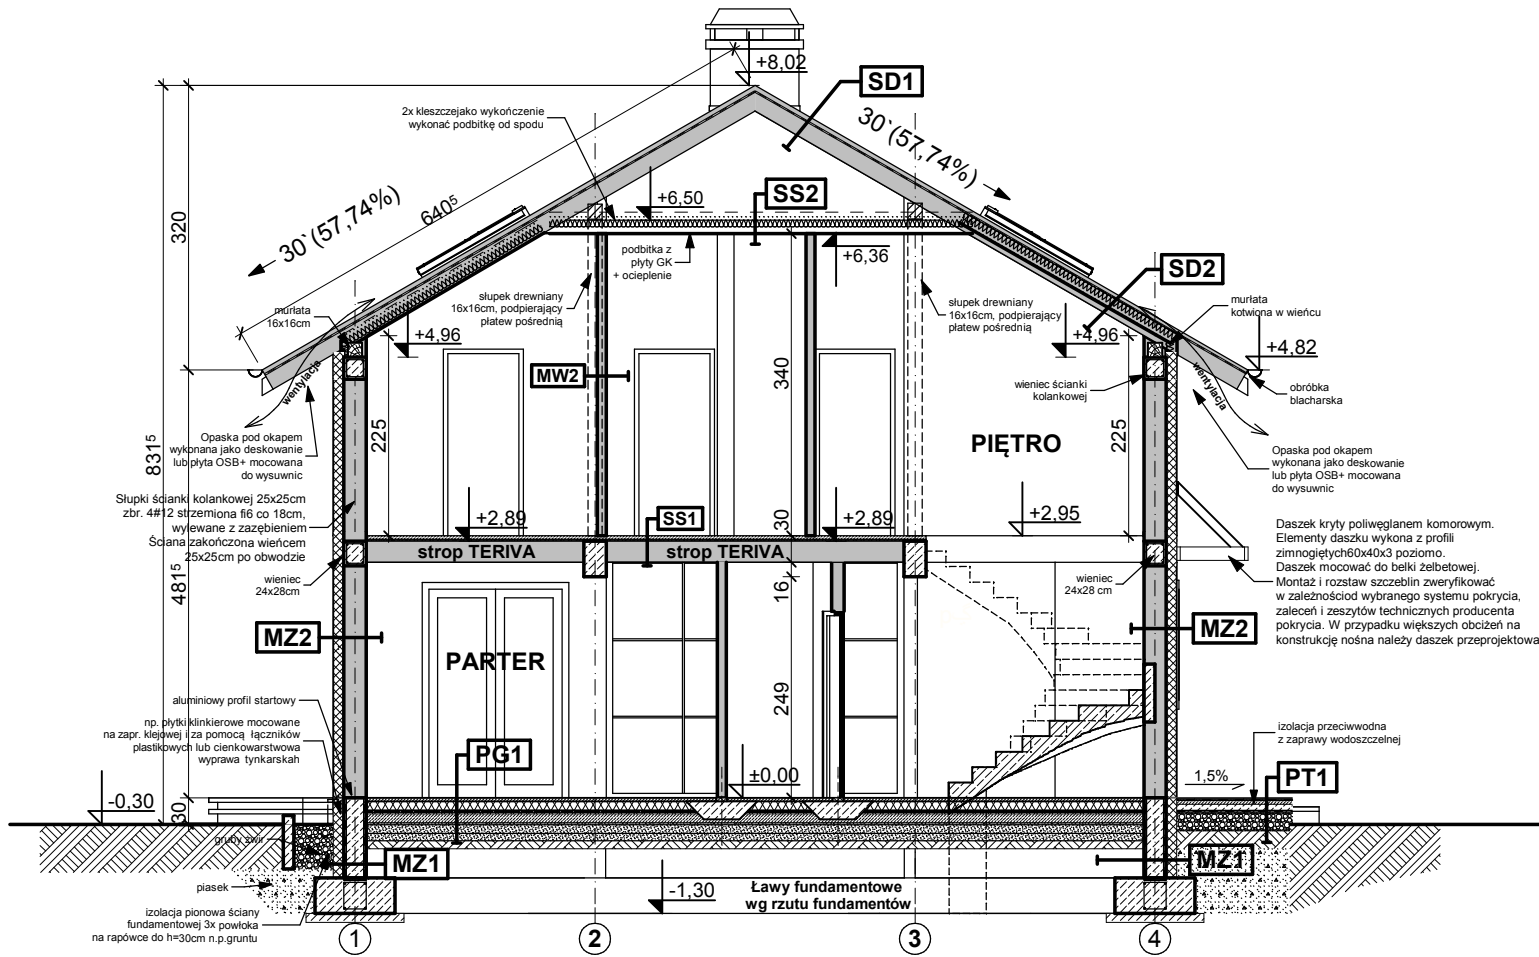 +8,02
SD1
2x kleszczejako wykończenie
wykonać podbitkę od spodu
30`(57,74%)
30`(57,74%)
640⁵
+6,50
SS2
320
podbitka z
płyty GK
+ ocieplenie
+6,36
SD2
słupek drewniany
16x16cm, podpierający
płatew pośrednią
słupek drewniany
16x16cm, podpierający
płatew pośrednią
murłata
16x16cm
murłata
kotwiona w wieńcu
+4,96
+4,96
+4,82
wentylacja
wentylacja
MW2
340
wieniec ścianki
kolankowej
obróbka
blacharska
225
225
PIĘTRO
831⁵
Opaska pod okapem
wykonana jako deskowanie
lub płyta OSB+ mocowana
do wysuwnic
Opaska pod okapem
wykonana jako deskowanie
lub płyta OSB+ mocowana
do wysuwnic
Słupki ścianki kolankowej 25x25cm
zbr. 4#12 strzemiona fi6 co 18cm,
wylewane z zazębieniem
Ściana zakończona wieńcem
25x25cm po obwodzie
+2,89
SS1
30
+2,89
+2,95
strop TERIVA
strop TERIVA
Daszek kryty poliwęglanem komorowym.
Elementy daszku wykona z profili
zimnogiętych60x40x3 poziomo.
Daszek mocować do belki żelbetowej.
Montaż i rozstaw szczeblin zweryfikować
w zależnościod wybranego systemu pokrycia,
zaleceń i zeszytów technicznych producenta
pokrycia. W przypadku większych obciżeń na
konstrukcję nośna należy daszek przeprojektowa
481⁵
wieniec
24x28cm
16
wieniec
24x28 cm
MZ2
MZ2
PARTER
249
aluminiowy profil startowy
np. płytki klinkierowe mocowane
na zapr. klejowej i za pomocą łączników
plastikowych lub cienkowarstwowa
wyprawa tynkarskah
izolacja przeciwwodna
z zaprawy wodoszczelnej
PG1
±0,00
1,5%
PT1
-0,30
30
gruby żwir
MZ1
MZ1
piasek
-1,30
Ławy fundamentowe
wg rzutu fundamentów
izolacja pionowa ściany
fundamentowej 3x powłoka
na rapówce do h=30cm n.p.gruntu
1
2
3
4